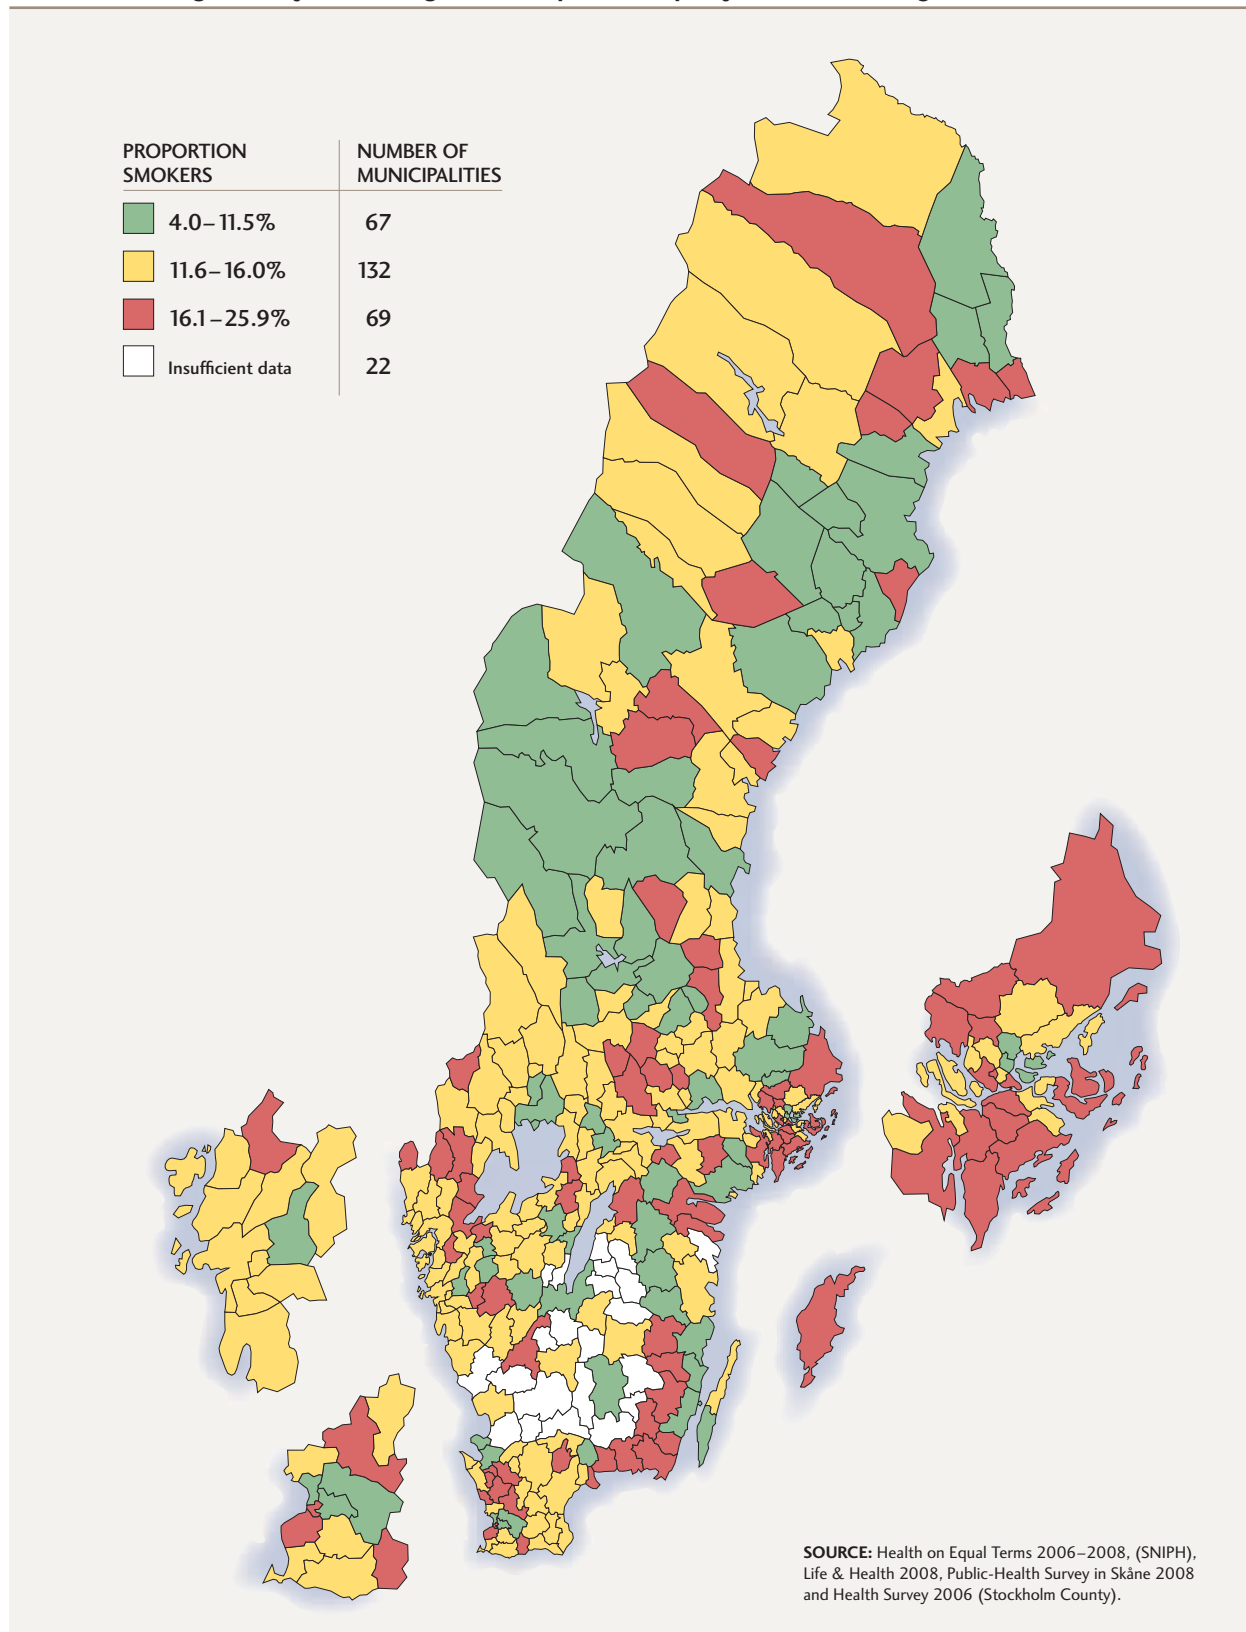 PROPORTION
SMOKERS
NUMBER OF
MUNICIPALITIES
4.0–11.5% 67
11.6–16.0% 132
16.1–25.9% 69
Insufficient data 22
SOURCE: Health on Equal Terms 2006–2008, (SNIPH),
Life & Health 2008, Public-Health Survey in Skåne 2008
and Health Survey 2006 (Stockholm County).